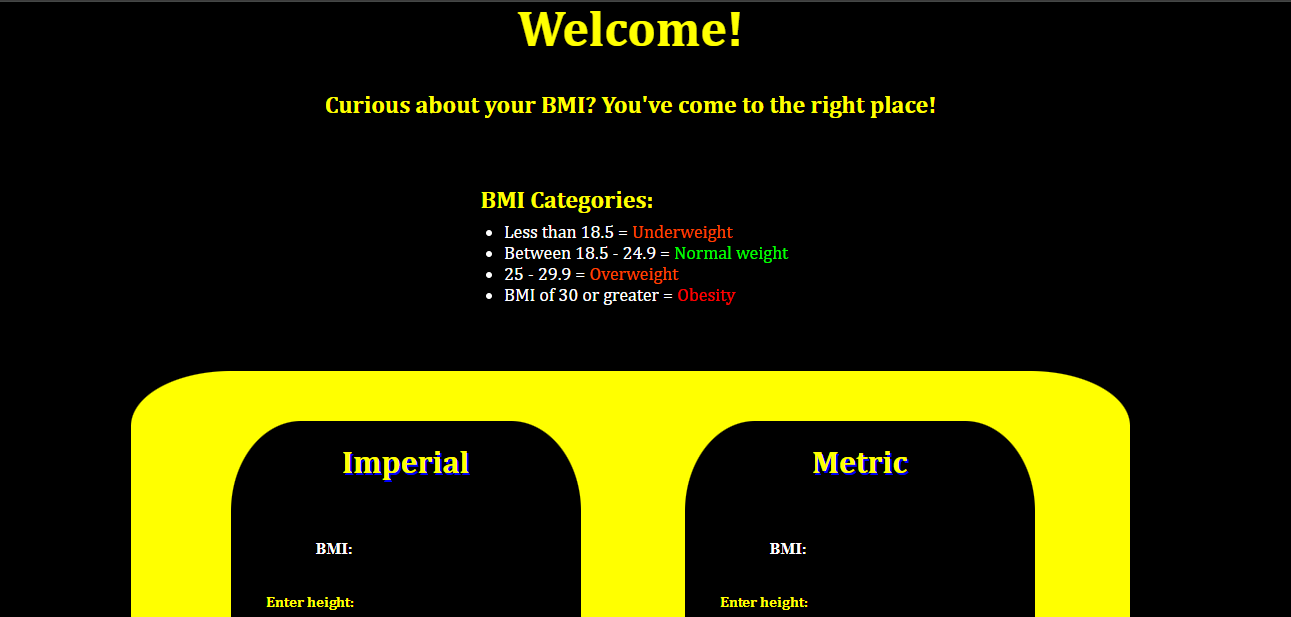 Welcome!
Curious about your BMI? You've come to the right place!
BMI Categories:
Less than 18.5 = Underweight
Between 18.5 - 24.9 = Normal weight
25 - 29.9 = Overweight
BMI of 30 or greater = Obesity
Imperial
BMI:
Enter height:
Metric
BMI:
Enter height: